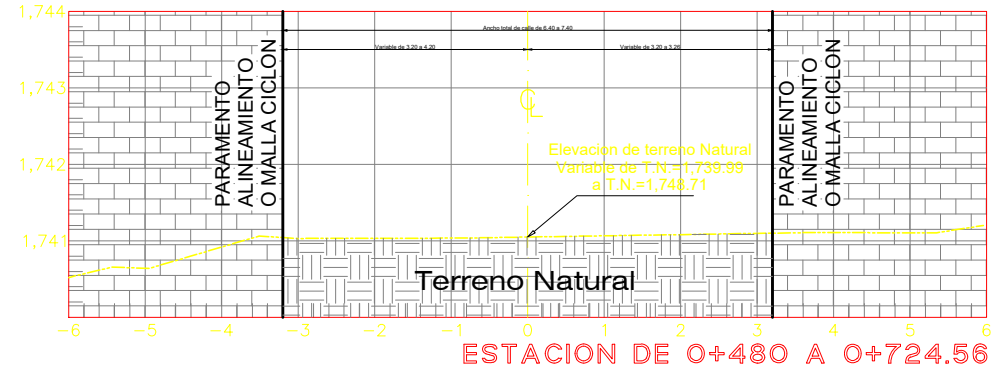 1,744
Ancho total de calle de 6.40 a 7.40
Variable de 3.20 a 4.20
Variable de 3.20 a 3.26
1,743
PARAMENTO
ALINEAMIENTO
O MALLA CICLON
CL
PARAMENTO
ALINEAMIENTO
O MALLA CICLON
1,742
Elevacion de terreno Natural
Variable de T.N.=1,739.99
a T.N.=1,748.71
1,741
Terreno Natural
-6 -5 -4 -3 -2 -1 0 1 2 3 4 5 6
ESTACION DE 0+480 A 0+724.56